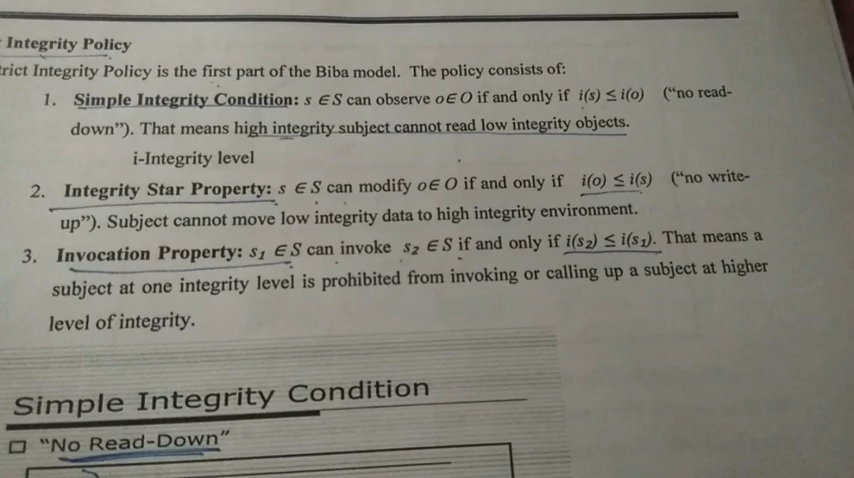 Integrity Policy
trict Integrity Policy is the first part of the Biba model. The policy consists of:
1. Simple Integrity Condition: s ∈ S can observe o ∈ O if and only if i(s) ≤ i(o) ("no read-
down"). That means high integrity subject cannot read low integrity objects.
i-Integrity level
2. Integrity Star Property: s ∈ S can modify o ∈ O if and only if i(o) ≤ i(s) ("no write-
up"). Subject cannot move low integrity data to high integrity environment.
3. Invocation Property: s₁ ∈ S can invoke s₂ ∈ S if and only if i(s₂) ≤ i(s₁). That means a
subject at one integrity level is prohibited from invoking or calling up a subject at higher
level of integrity.
Simple Integrity Condition
□ "No Read-Down"